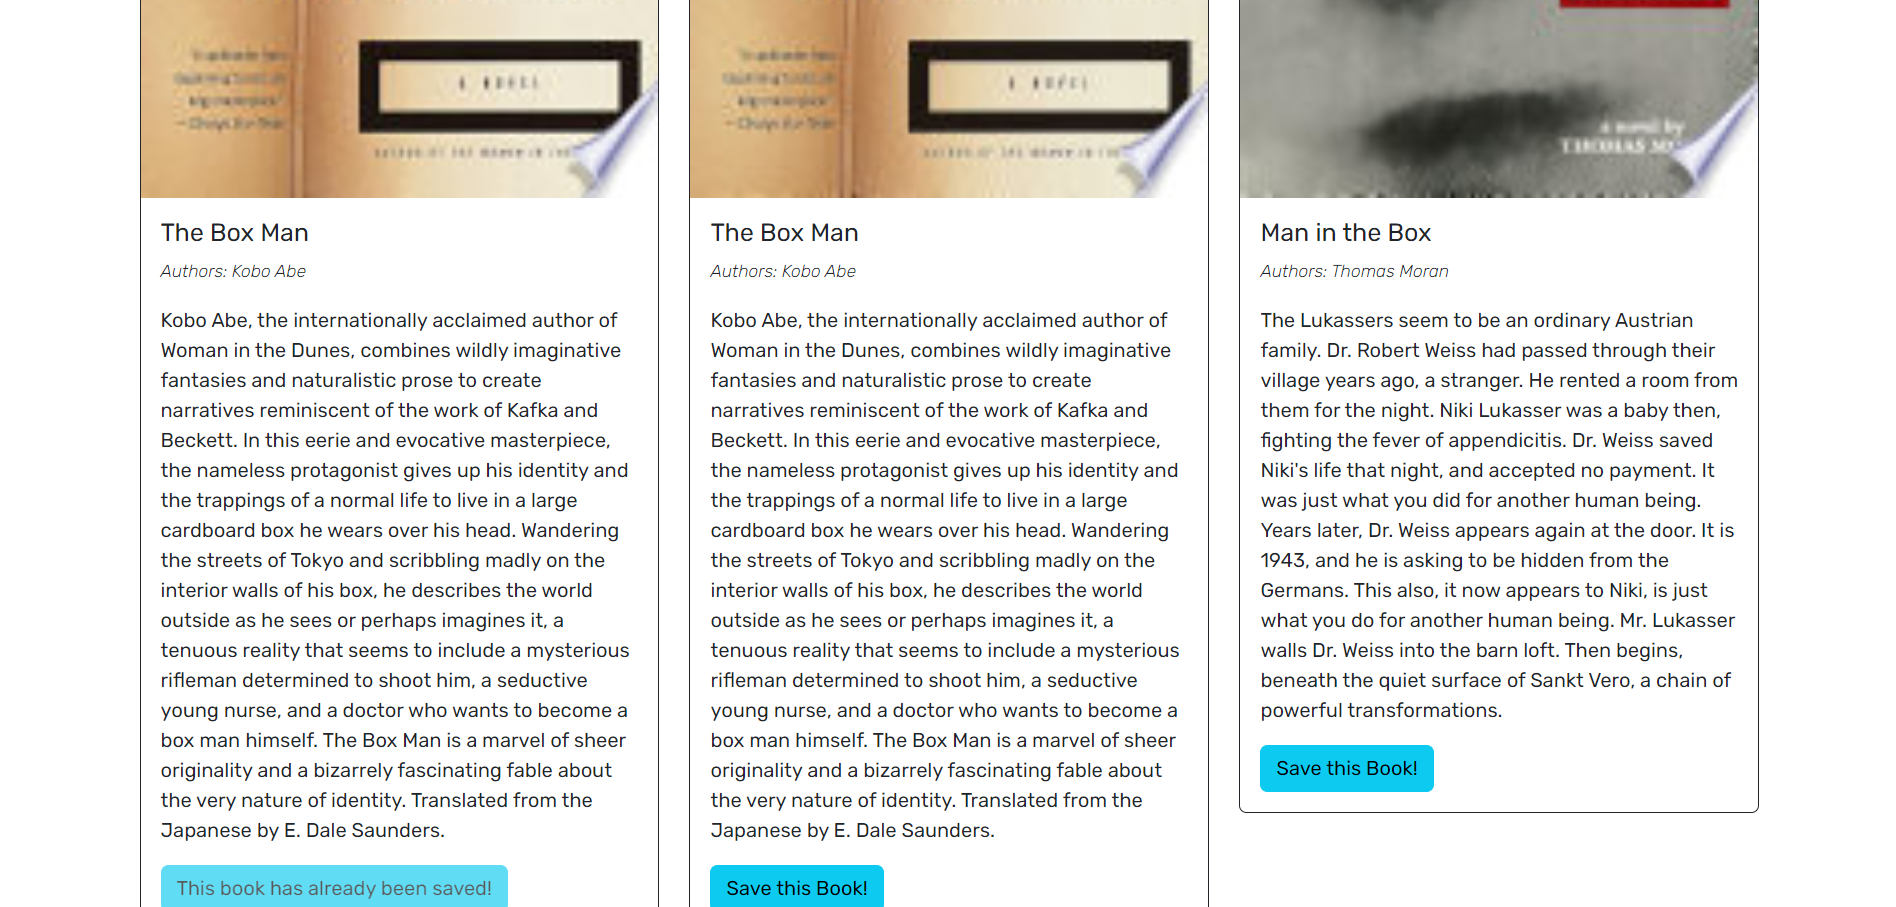 A NOVEL
The Box Man
Authors: Kobo Abe
Kobo Abe, the internationally acclaimed author of
Woman in the Dunes, combines wildly imaginative
fantasies and naturalistic prose to create
narratives reminiscent of the work of Kafka and
Beckett. In this eerie and evocative masterpiece,
the nameless protagonist gives up his identity and
the trappings of a normal life to live in a large
cardboard box he wears over his head. Wandering
the streets of Tokyo and scribbling madly on the
interior walls of his box, he describes the world
outside as he sees or perhaps imagines it, a
tenuous reality that seems to include a mysterious
rifleman determined to shoot him, a seductive
young nurse, and a doctor who wants to become a
box man himself. The Box Man is a marvel of sheer
originality and a bizarrely fascinating fable about
the very nature of identity. Translated from the
Japanese by E. Dale Saunders.
This book has already been saved!
A NOVEL
The Box Man
Authors: Kobo Abe
Kobo Abe, the internationally acclaimed author of
Woman in the Dunes, combines wildly imaginative
fantasies and naturalistic prose to create
narratives reminiscent of the work of Kafka and
Beckett. In this eerie and evocative masterpiece,
the nameless protagonist gives up his identity and
the trappings of a normal life to live in a large
cardboard box he wears over his head. Wandering
the streets of Tokyo and scribbling madly on the
interior walls of his box, he describes the world
outside as he sees or perhaps imagines it, a
tenuous reality that seems to include a mysterious
rifleman determined to shoot him, a seductive
young nurse, and a doctor who wants to become a
box man himself. The Box Man is a marvel of sheer
originality and a bizarrely fascinating fable about
the very nature of identity. Translated from the
Japanese by E. Dale Saunders.
Save this Book!
a novel by
THOMAS
Man in the Box
Authors: Thomas Moran
The Lukassers seem to be an ordinary Austrian
family. Dr. Robert Weiss had passed through their
village years ago, a stranger. He rented a room from
them for the night. Niki Lukasser was a baby then,
fighting the fever of appendicitis. Dr. Weiss saved
Niki's life that night, and accepted no payment. It
was just what you did for another human being.
Years later, Dr. Weiss appears again at the door. It is
1943, and he is asking to be hidden from the
Germans. This also, it now appears to Niki, is just
what you do for another human being. Mr. Lukasser
walls Dr. Weiss into the barn loft. Then begins,
beneath the quiet surface of Sankt Vero, a chain of
powerful transformations.
Save this Book!